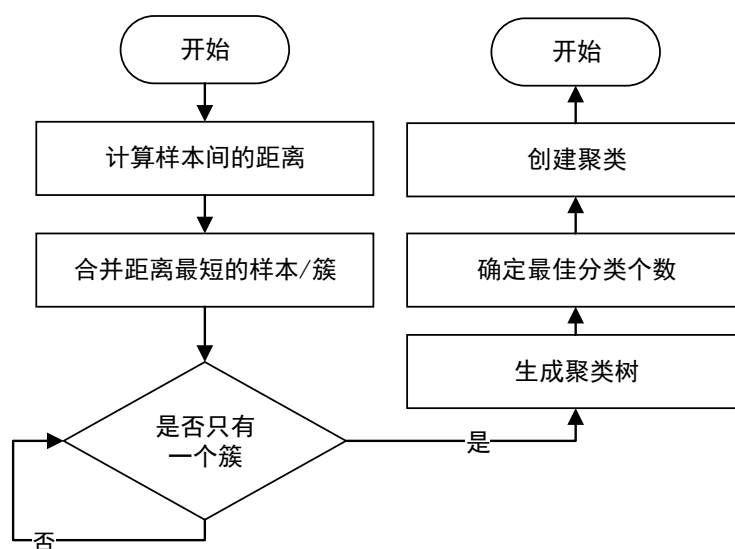 开始
计算样本间的距离
合并距离最短的样本/簇
是否只有
一个簇
否
是
生成聚类树
确定最佳分类个数
创建聚类
开始